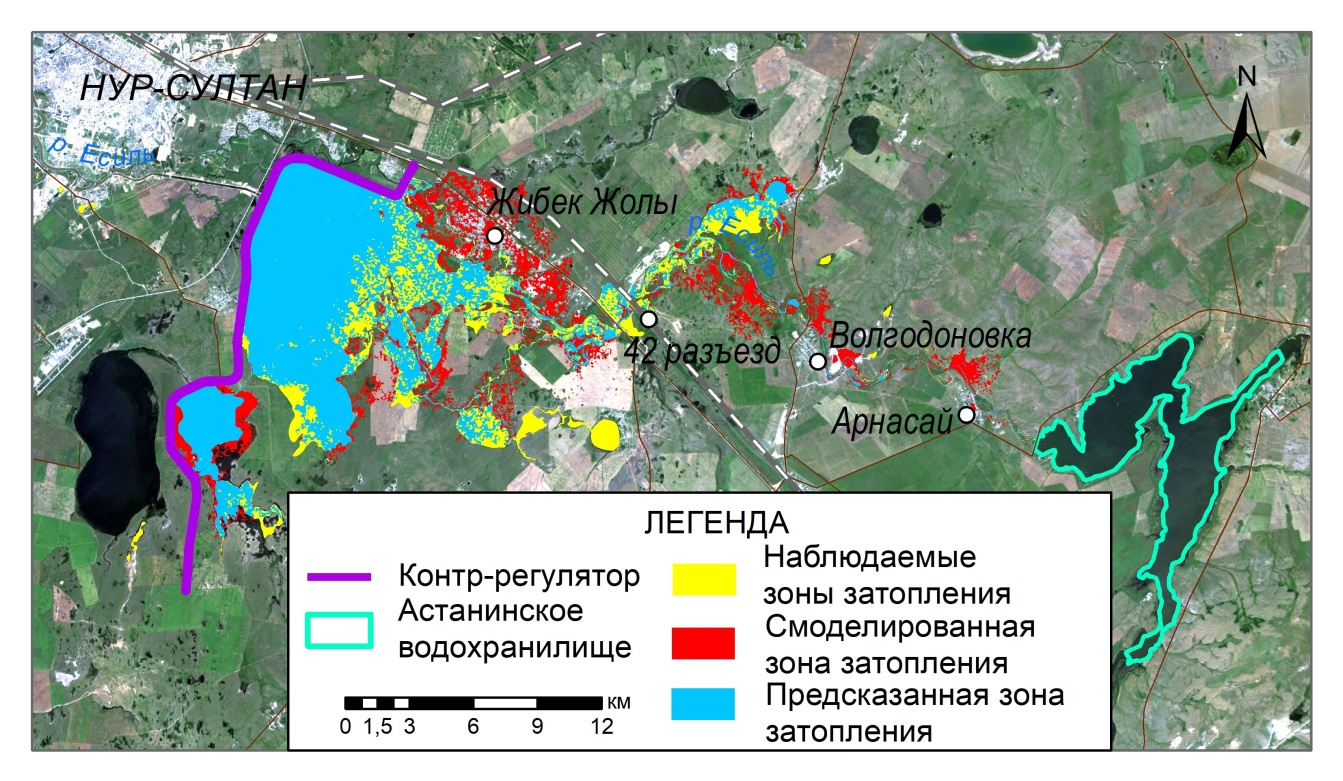 НУР-СУЛТАН
N
р. Есиль
Жибек Жолы
р. Есиль
42 разъезд
Волгодоновка
Арнасай
ЛЕГЕНДА
Контр-регулятор
Астанинское
водохранилище
км
0 1,5 3 6 9 12
Наблюдаемые
зоны затопления
Смоделированная
зона затопления
Предсказанная зона
затопления